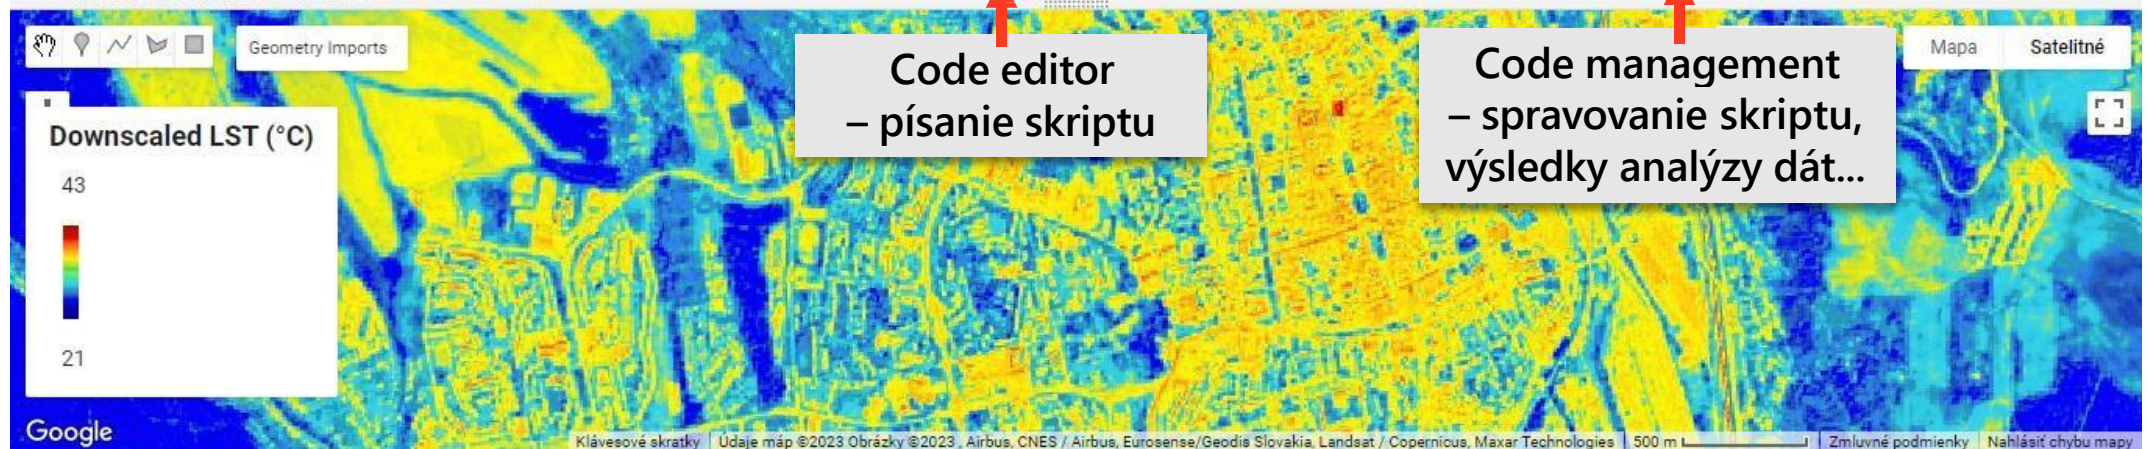 Geometry Imports
Code editor
– písanie skriptu
Code management
– spravovanie skriptu,
výsledky analýzy dát...
Mapa
Satelitné
Downscaled LST (°C)
43
21
Google
Klávesové skratky
Údaje máp ©2023 Obrázky ©2023 , Airbus, CNES / Airbus, Eurosense/Geodis Slovakia, Landsat / Copernicus, Maxar Technologies
500 m
Zmluvné podmienky
Nahlásiť chybu mapy